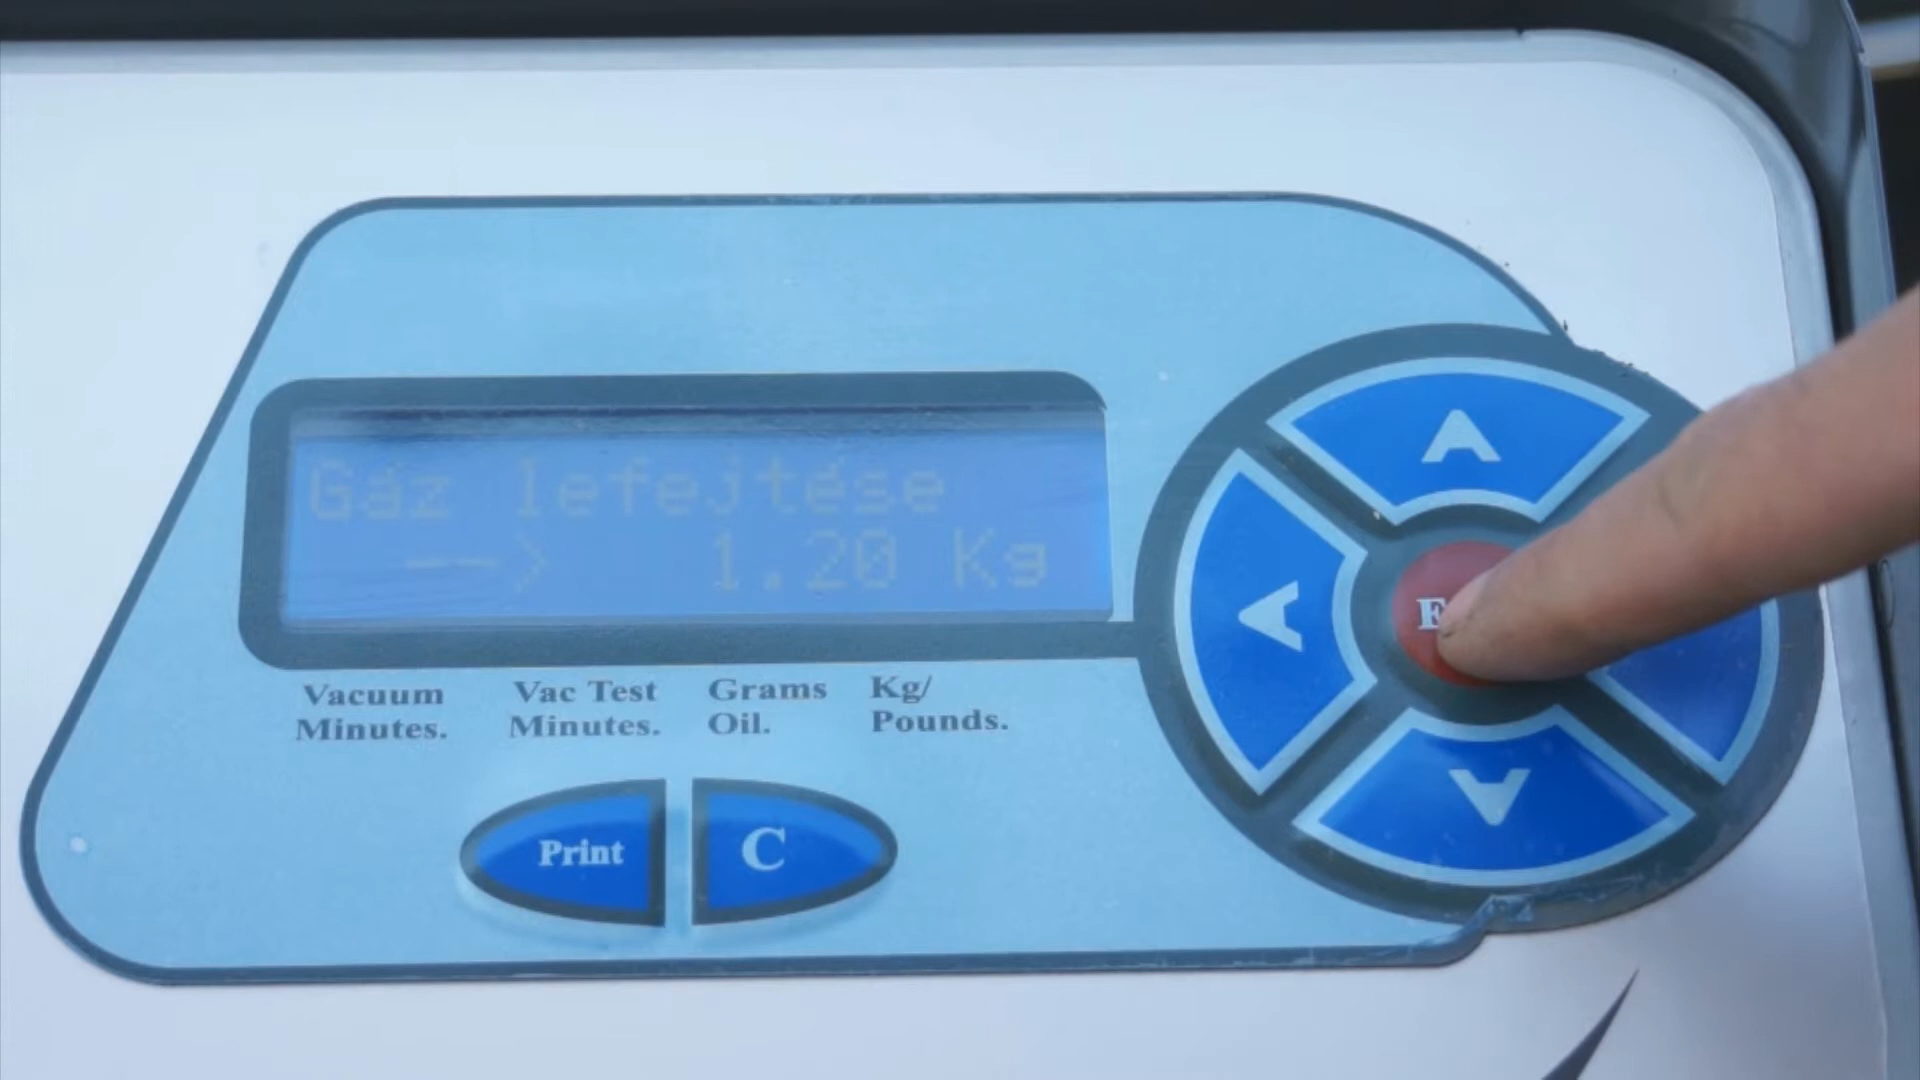 Gáz lefejtése
--> 1.20 Kg
Vacuum
Minutes.
Vac Test
Minutes.
Grams
Oil.
Kg/
Pounds.
Print
C